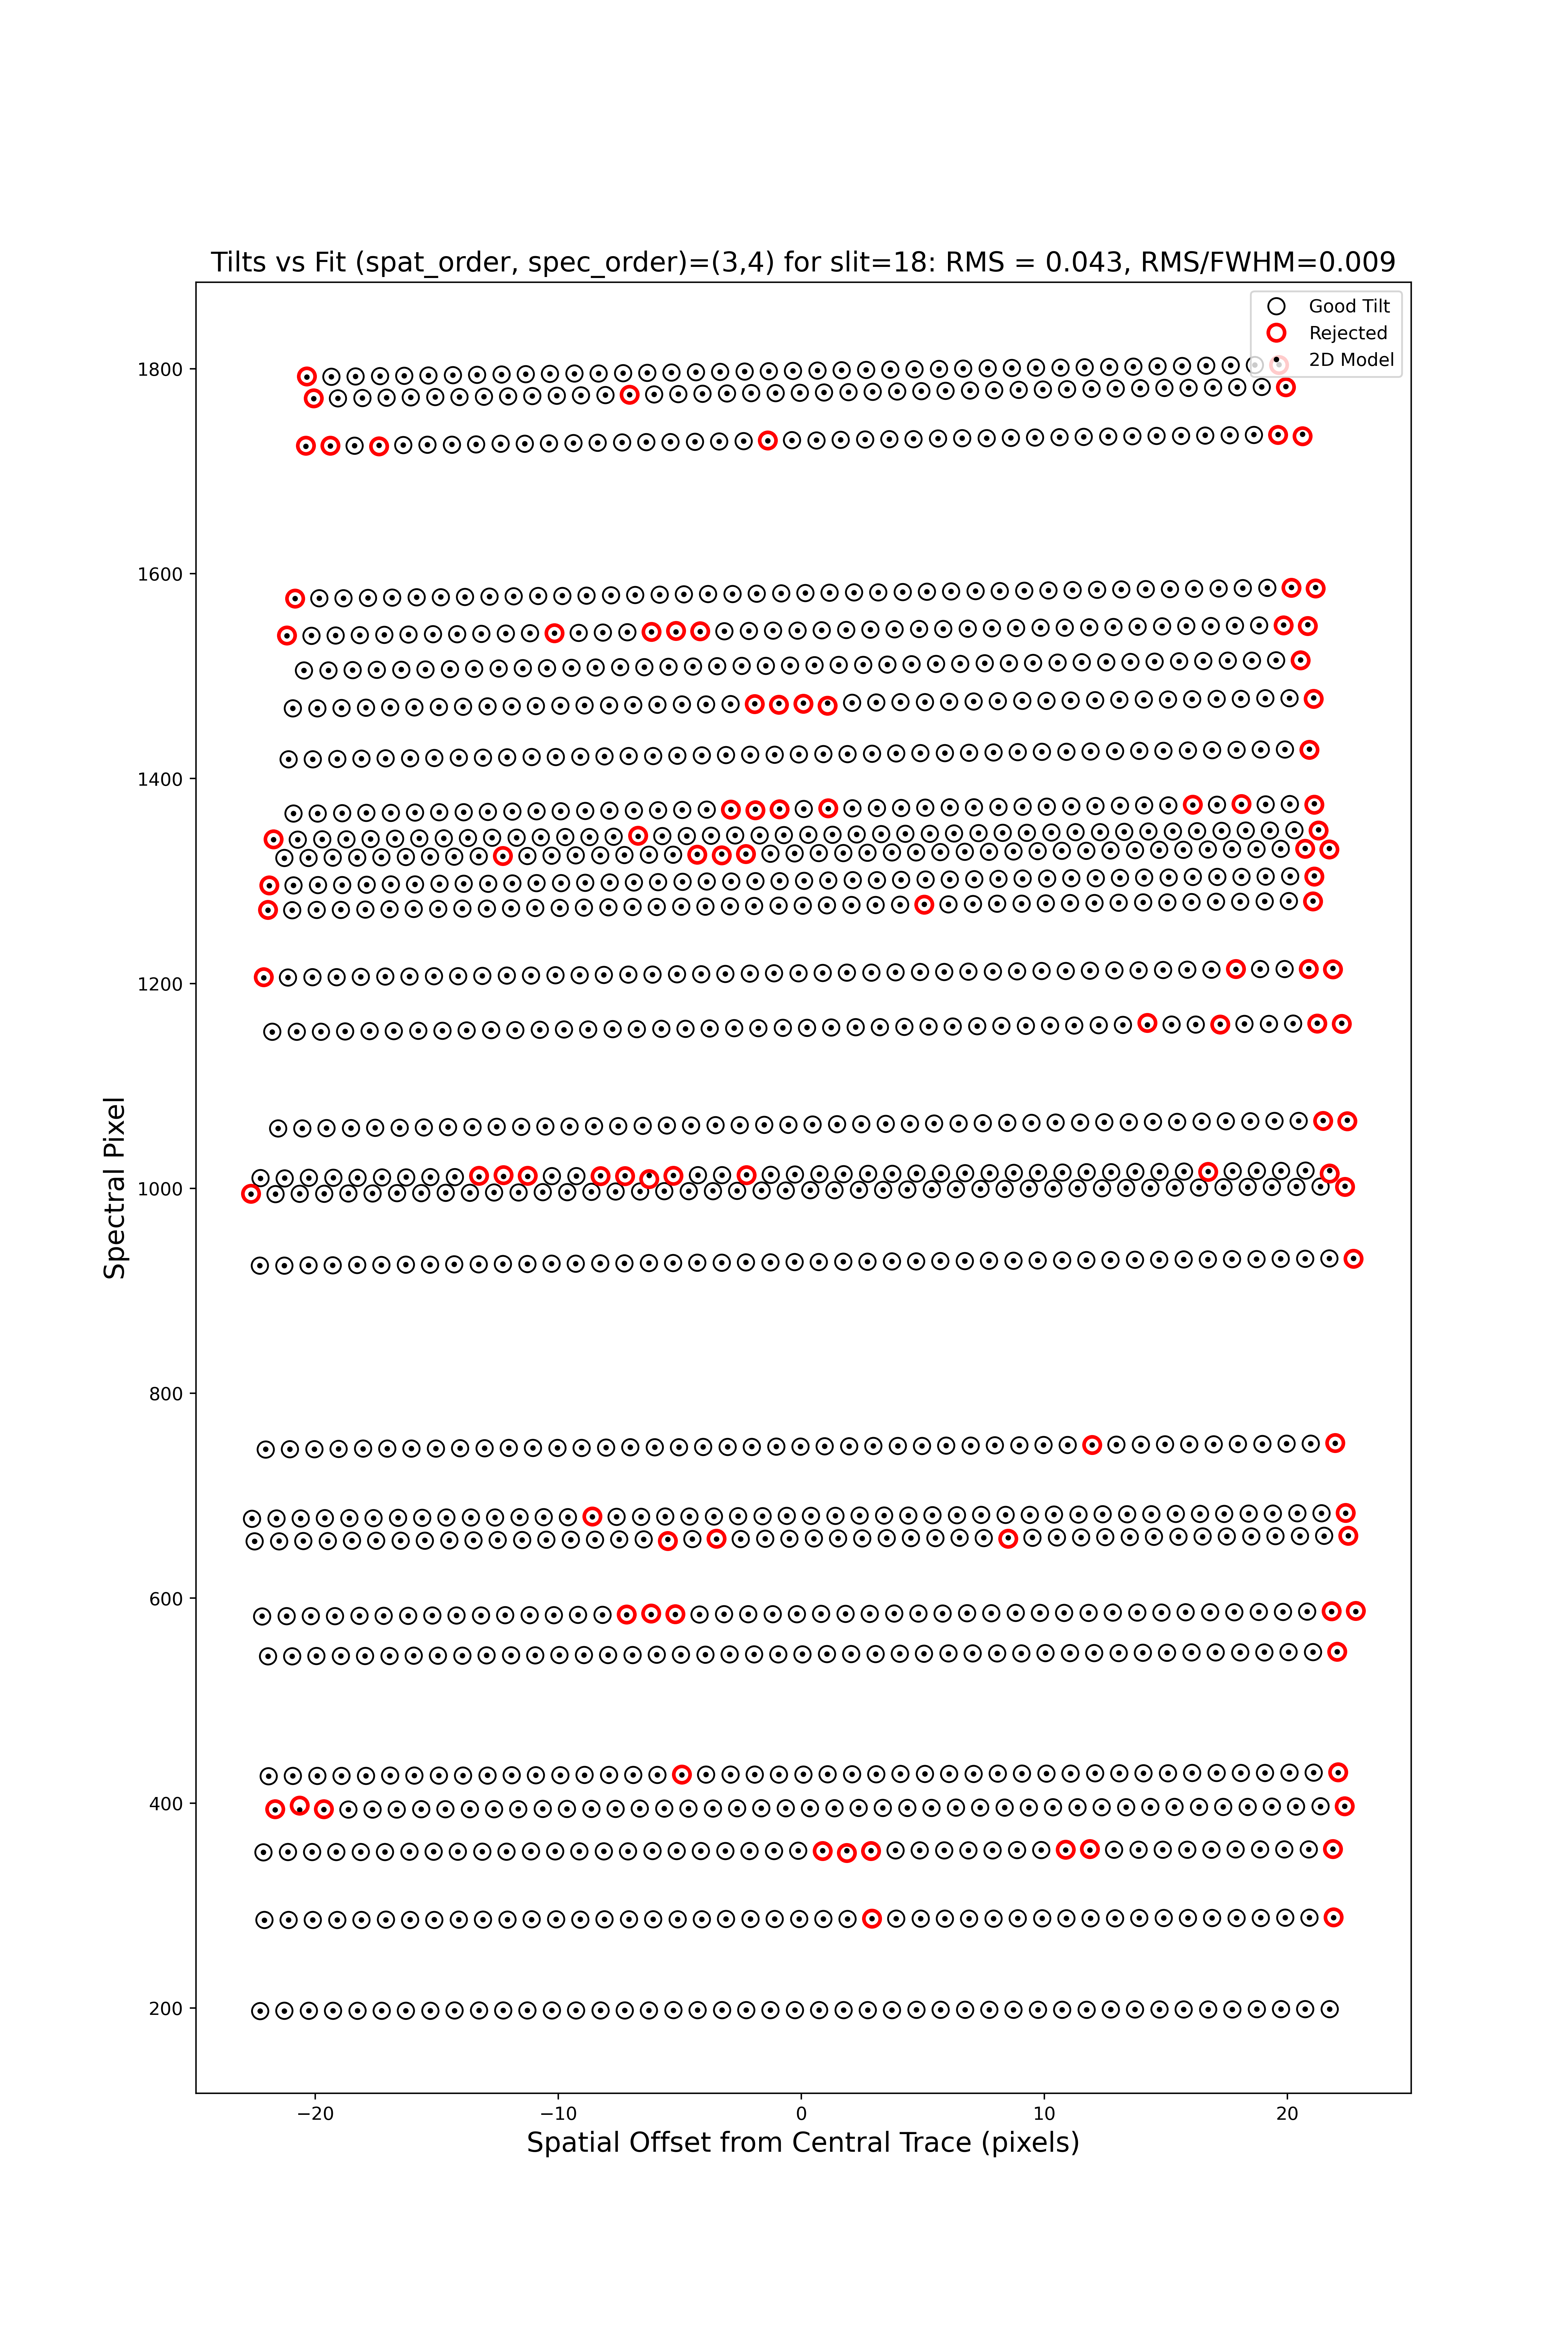 Tilts vs Fit (spat_order, spec_order)=(3,4) for slit=18: RMS = 0.043, RMS/FWHM=0.009
Good Tilt
Rejected
2D Model
1800
1600
1400
1200
1000
800
600
400
200
Spectral Pixel
−20
−10
0
10
20
Spatial Offset from Central Trace (pixels)